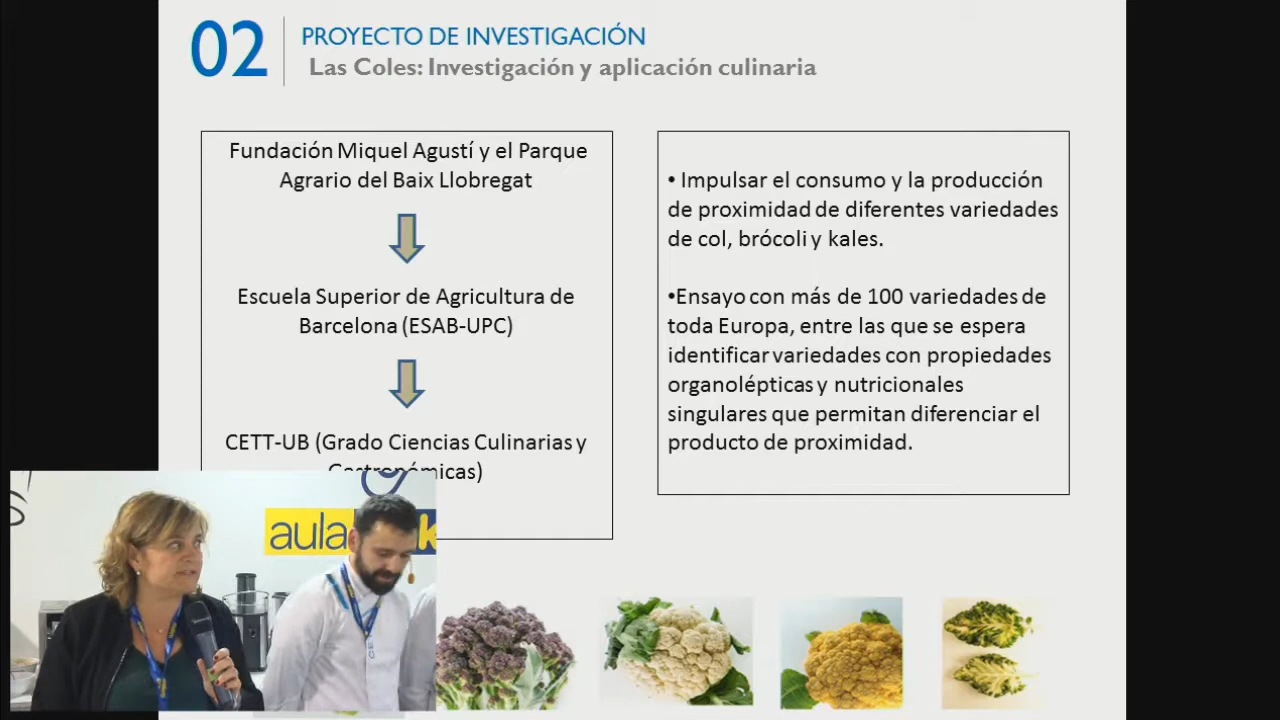 02
PROYECTO DE INVESTIGACIÓN
Las Coles: Investigación y aplicación culinaria
Fundación Miquel Agustí y el Parque
Agrario del Baix Llobregat
Escuela Superior de Agricultura de
Barcelona (ESAB-UPC)
CETT-UB (Grado Ciencias Culinarias y
Gastronómicas)
• Impulsar el consumo y la producción
de proximidad de diferentes variedades
de col, brócoli y kales.
•Ensayo con más de 100 variedades de
toda Europa, entre las que se espera
identificar variedades con propiedades
organolépticas y nutricionales
singulares que permitan diferenciar el
producto de proximidad.
aula